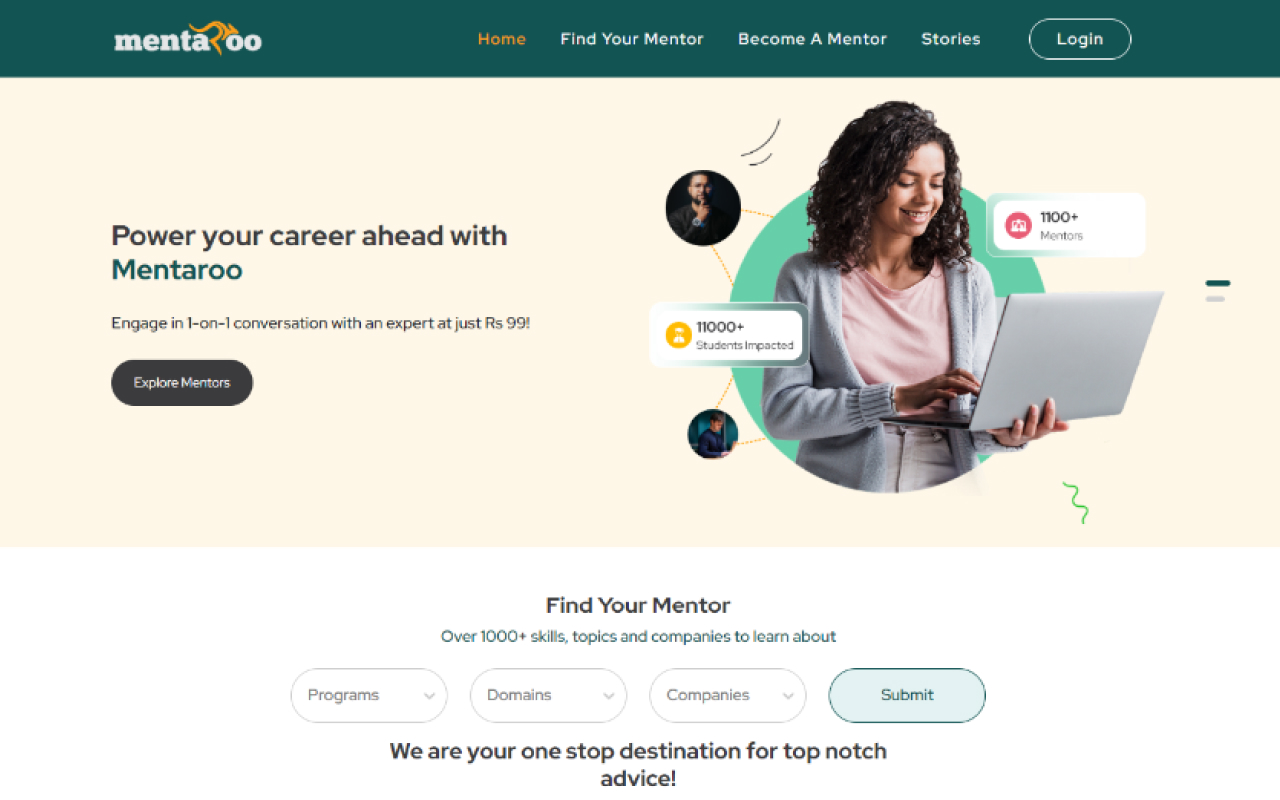 mentaroo
Home
Find Your Mentor
Become A Mentor
Stories
Login
Power your career ahead with
Mentaroo
Engage in 1-on-1 conversation with an expert at just Rs 99!
Explore Mentors
1100+
Mentors
11000+
Students Impacted
Find Your Mentor
Over 1000+ skills, topics and companies to learn about
Programs
Domains
Companies
Submit
We are your one stop destination for top notch
advice!